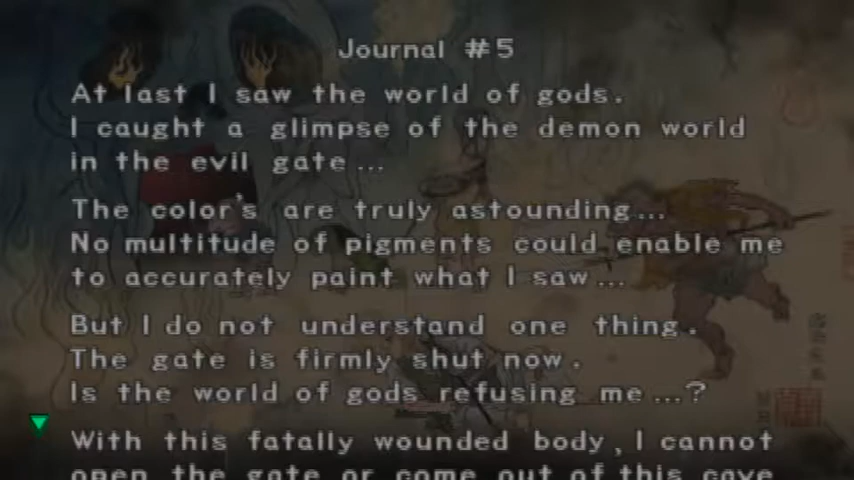 Journal #5
At last I saw the world of gods.
I caught a glimpse of the demon world
in the evil gate...
The color's are truly astounding...
No multitude of pigments could enable me
to accurately paint what I saw...
But I do not understand one thing.
The gate is firmly shut now.
Is the world of gods refusing me...?
With this fatally wounded body, I cannot
open the gate or come out of this cave